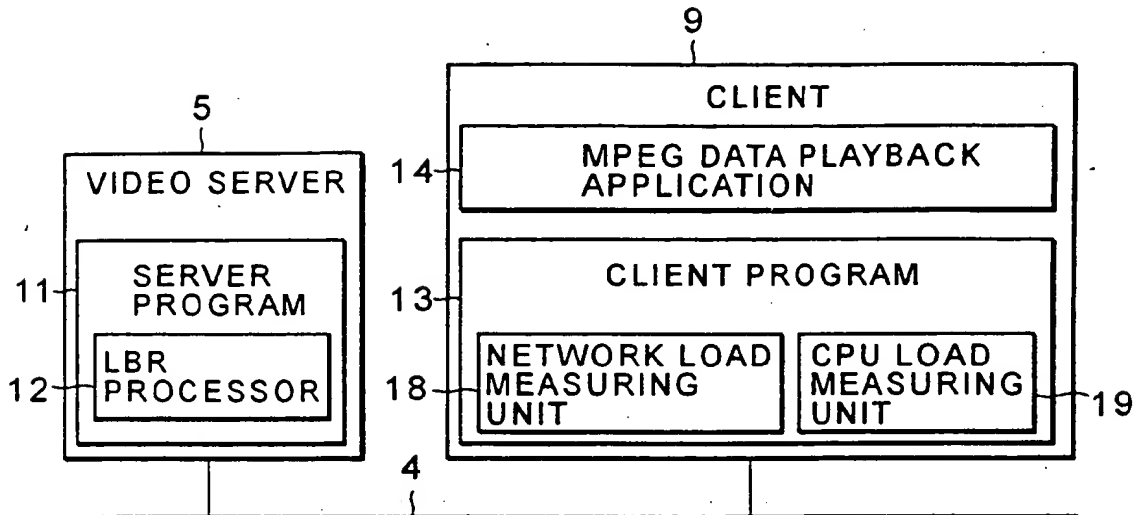 9
CLIENT
14
MPEG DATA PLAYBACK
APPLICATION
5
VIDEO SERVER
11
SERVER
PROGRAM
12
LBR
PROCESSOR
13
CLIENT PROGRAM
18
NETWORK LOAD
MEASURING
UNIT
CPU LOAD
MEASURING
UNIT
19
4